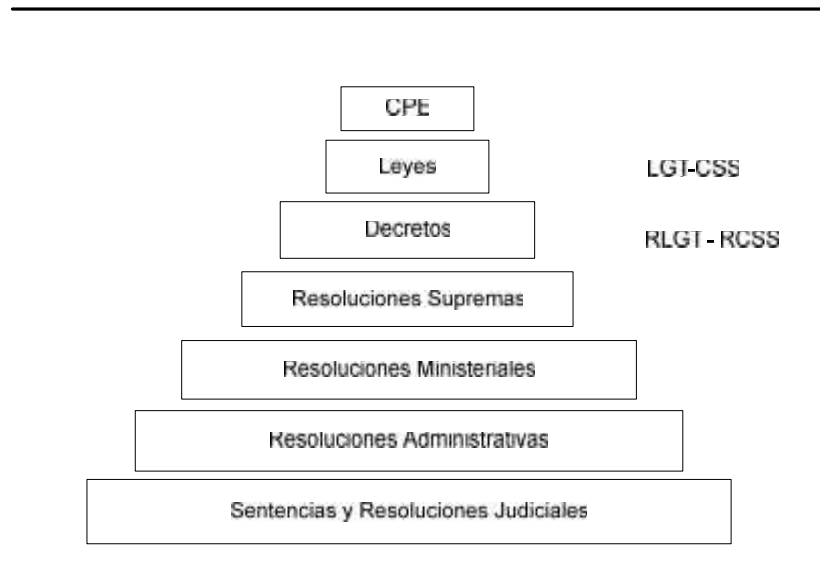 CPE
Leyes LGT-CSS
Decretos RLGT - RCSS
Resoluciones Supremas
Resoluciones Ministeriales
Resoluciones Administrativas
Sentencias y Resoluciones Judiciales